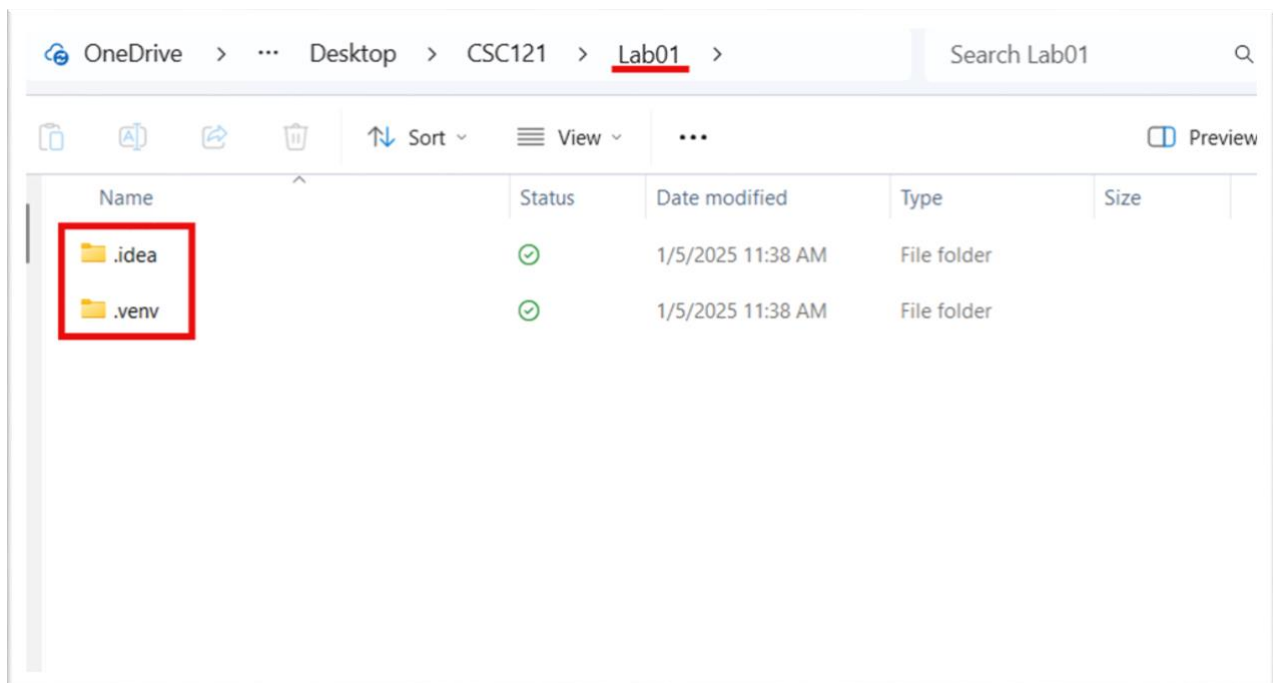 OneDrive > ... Desktop > CSC121 > Lab01 > Search Lab01
Sort View ... Preview
Name Status Date modified Type Size
.idea 1/5/2025 11:38 AM File folder
.venv 1/5/2025 11:38 AM File folder